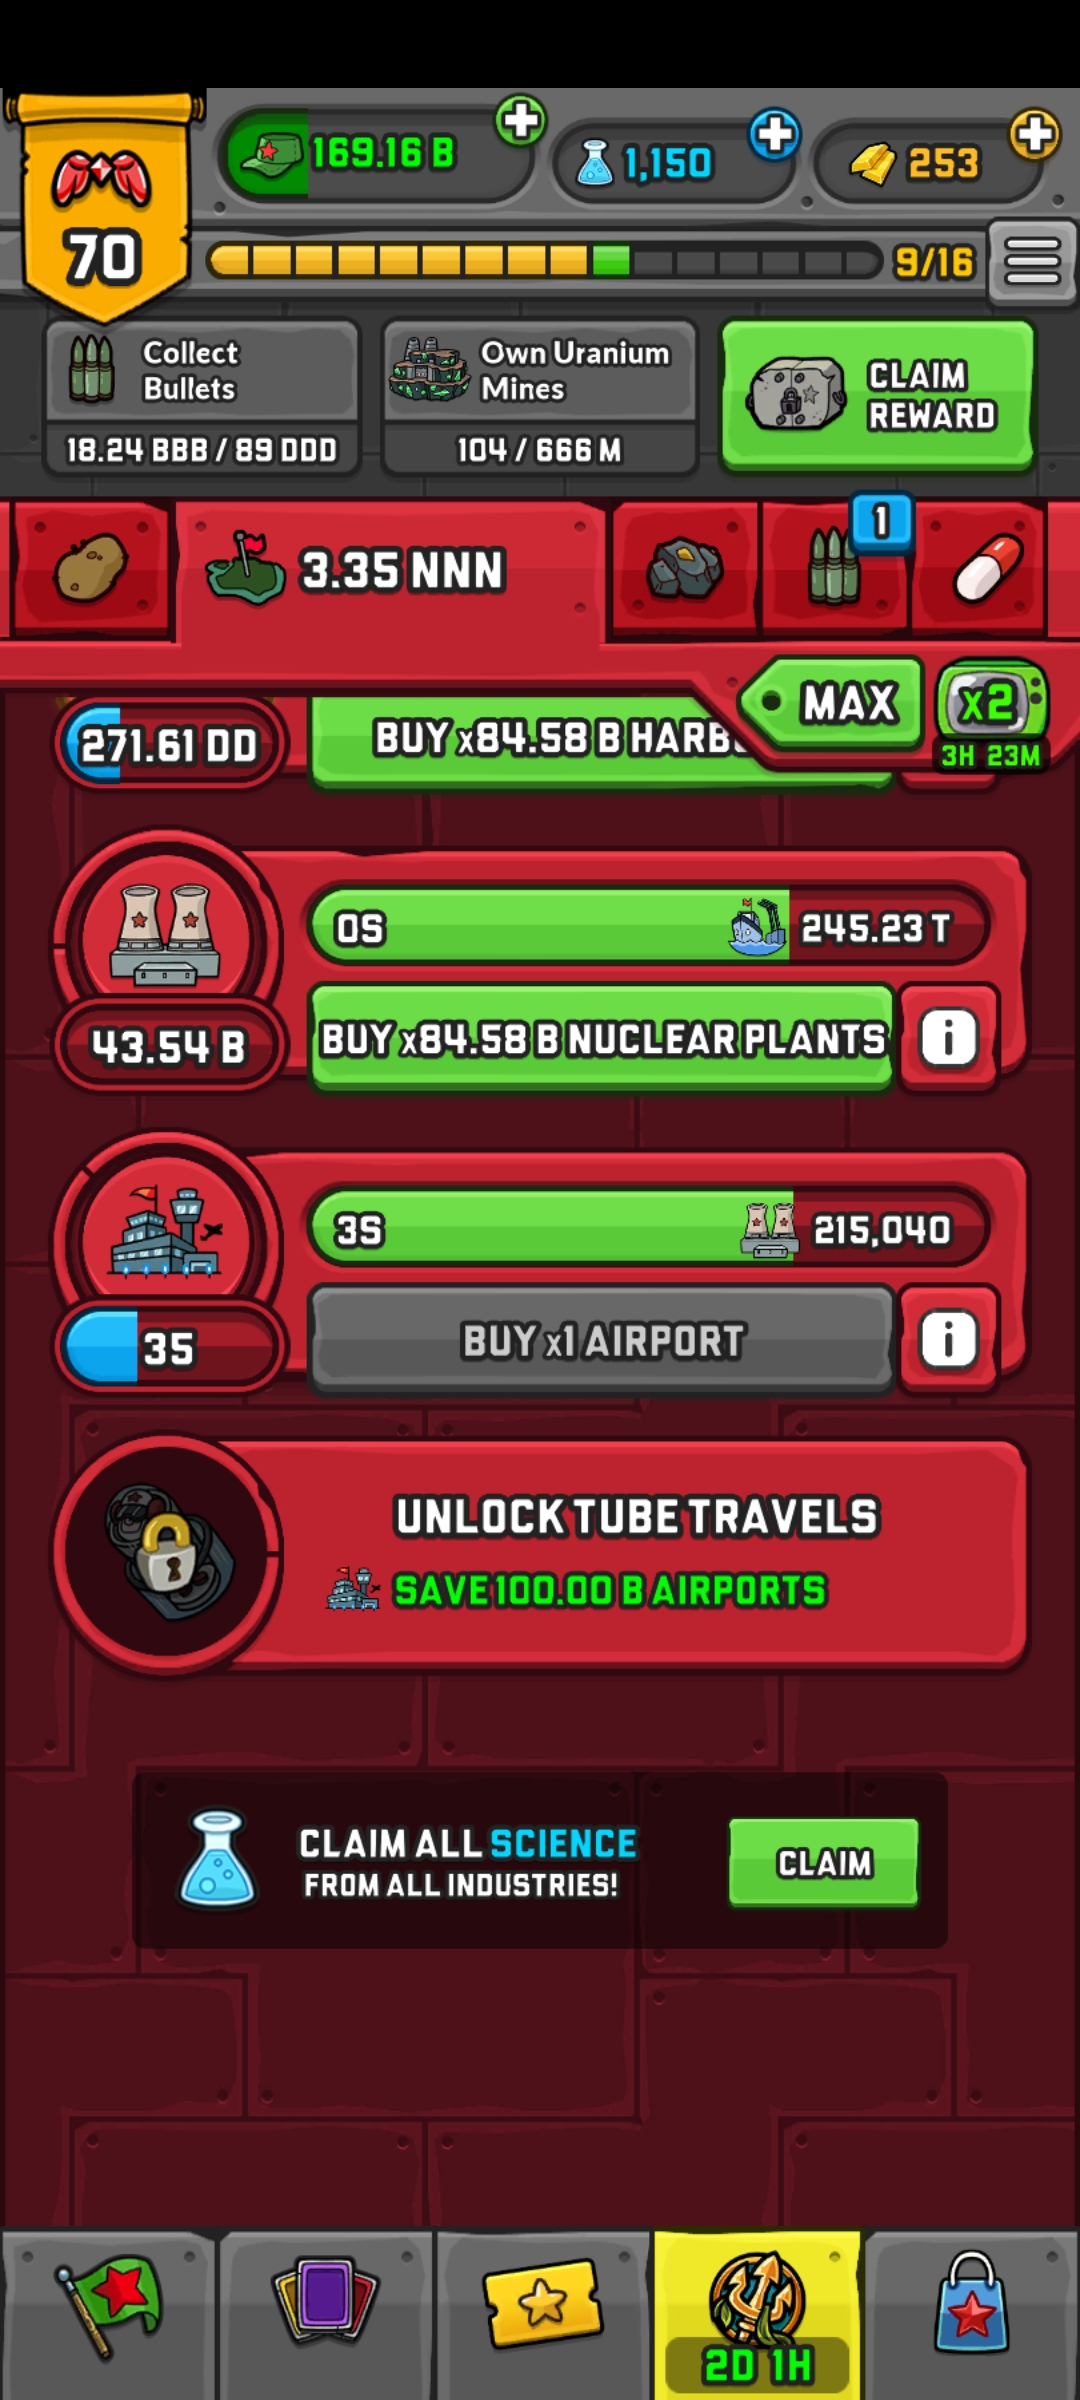 169.16 B
1,150
253
70
9/16
Collect
Bullets
18.24 BBB / 89 DDD
Own Uranium
Mines
104 / 666 M
CLAIM
REWARD
3.35 NNN
1
MAX
x2
3H 23M
271.61 DD
BUY x84.58 B
0S
245.23 T
43.54 B
BUY x84.58 B NUCLEAR PLANTS
i
3S
215,040
35
BUY x1 AIRPORT
i
UNLOCK TUBE TRAVELS
SAVE 100.00 B AIRPORTS
CLAIM ALL SCIENCE
FROM ALL INDUSTRIES!
CLAIM
2D 1H